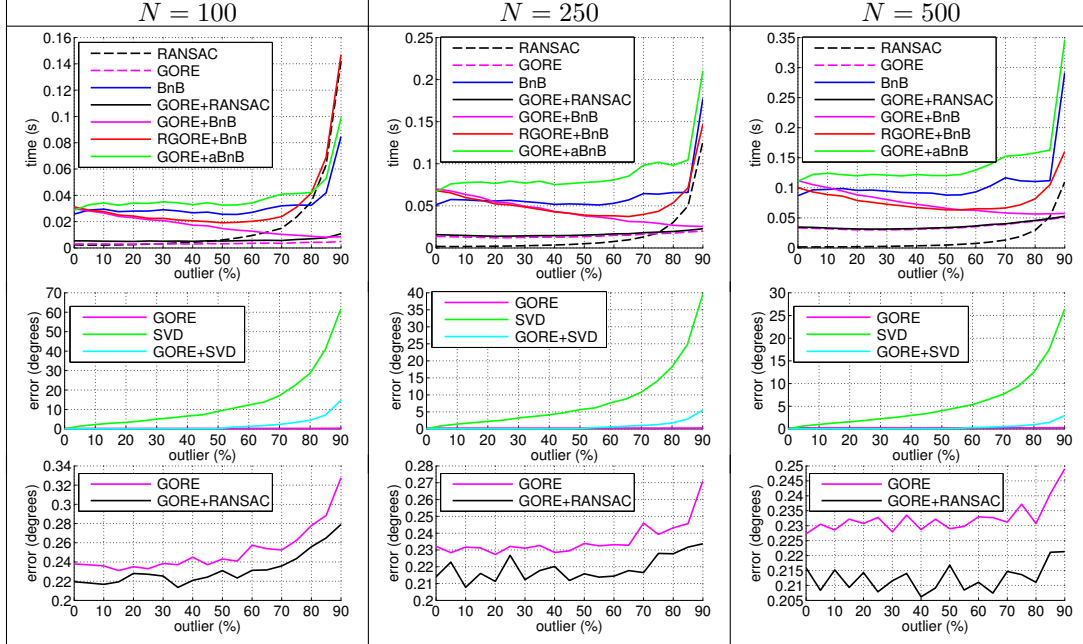 N = 100
N = 250
N = 500
0.16
0.14
0.12
0.1
0.08
0.06
0.04
0.02
0
time (s)
RANSAC
GORE
BnB
GORE+RANSAC
GORE+BnB
RGORE+BnB
GORE+aBnB
0 10 20 30 40 50 60 70 80 90
outlier (%)
0.25
0.2
0.15
0.1
0.05
0
time (s)
RANSAC
GORE
BnB
GORE+RANSAC
GORE+BnB
RGORE+BnB
GORE+aBnB
0 10 20 30 40 50 60 70 80 90
outlier (%)
0.35
0.3
0.25
0.2
0.15
0.1
0.05
0
time (s)
RANSAC
GORE
BnB
GORE+RANSAC
GORE+BnB
RGORE+BnB
GORE+aBnB
0 10 20 30 40 50 60 70 80 90
outlier (%)
70
60
50
40
30
20
10
0
error (degrees)
GORE
SVD
GORE+SVD
0 10 20 30 40 50 60 70 80 90
outlier (%)
40
35
30
25
20
15
10
5
0
error (degrees)
GORE
SVD
GORE+SVD
0 10 20 30 40 50 60 70 80 90
outlier (%)
30
25
20
15
10
5
0
error (degrees)
GORE
SVD
GORE+SVD
0 10 20 30 40 50 60 70 80 90
outlier (%)
0.34
0.32
0.3
0.28
0.26
0.24
0.22
0.2
error (degrees)
GORE
GORE+RANSAC
0 10 20 30 40 50 60 70 80 90
outlier (%)
0.28
0.27
0.26
0.25
0.24
0.23
0.22
0.21
0.2
error (degrees)
GORE
GORE+RANSAC
0 10 20 30 40 50 60 70 80 90
outlier (%)
0.25
0.245
0.24
0.235
0.23
0.225
0.22
0.215
0.21
0.205
error (degrees)
GORE
GORE+RANSAC
0 10 20 30 40 50 60 70 80 90
outlier (%)